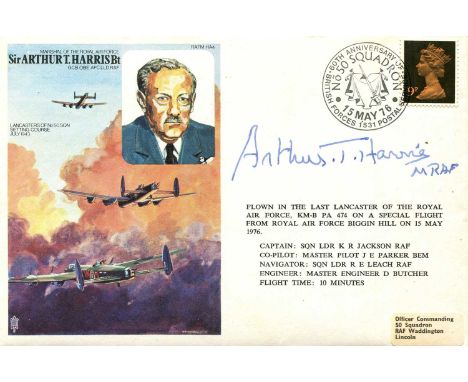 MARSHAL OF THE ROYAL AIR FORCE
Sir ARTHUR T. HARRIS Bt
GCB OBE AFC LLD RAF
RAFM HA4
LANCASTERS OF No 50 SQN
SETTING COURSE
JULY 1943
60TH ANNIVERSARY OF
No 50 SQUADRON
15 MAY 76
BRITISH FORCES 1531 POSTAL
9P
Arthur. T. Harris
MRAF
FLOWN IN THE LAST LANCASTER OF THE ROYAL
AIR FORCE, KM-B PA 474 ON A SPECIAL FLIGHT
FROM ROYAL AIR FORCE BIGGIN HILL ON 15 MAY
1976.
CAPTAIN: SQN LDR K R JACKSON RAF
CO-PILOT: MASTER PILOT J E PARKER BEM
NAVIGATOR: SQN LDR R E LEACH RAF
ENGINEER: MASTER ENGINEER D BUTCHER
FLIGHT TIME: 10 MINUTES
Officer Commanding
50 Squadron
RAF Waddington
Lincoln